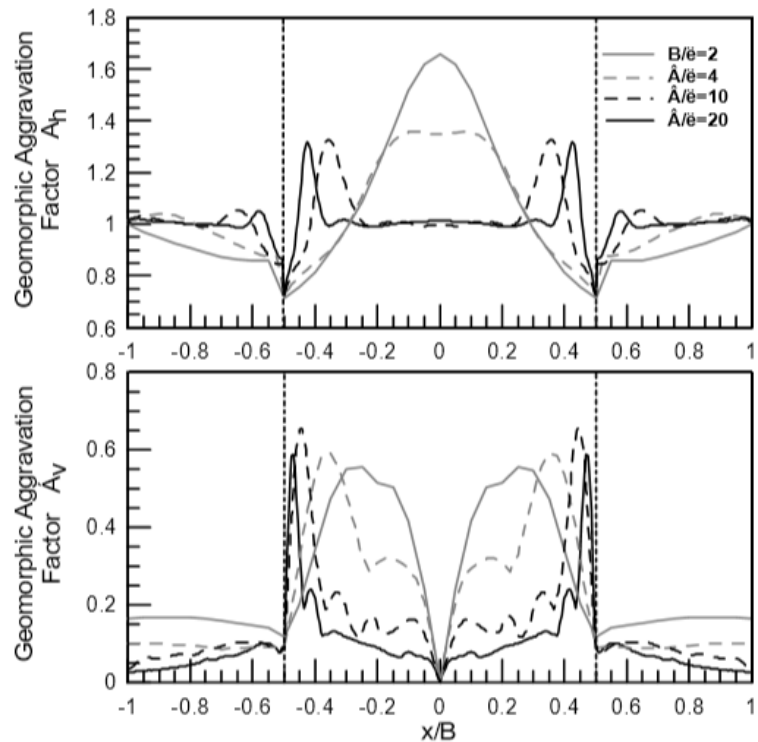 Geomorphic Aggravation
Factor Ah
1.8
1.6
1.4
1.2
1
0.8
0.6
B/ë=2
Â/ë=4
Â/ë=10
Â/ë=20
-1 -0.8 -0.6 -0.4 -0.2 0 0.2 0.4 0.6 0.8 1
Geomorphic Aggravation
Factor Áv
0.8
0.6
0.4
0.2
0
-1 -0.8 -0.6 -0.4 -0.2 0 0.2 0.4 0.6 0.8 1
x/B